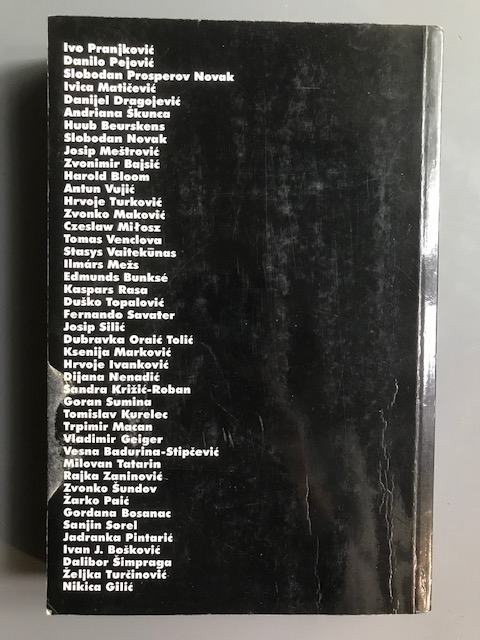 Ivo Pranjković
Danilo Pejović
Slobodan Prosperov Novak
Ivica Matičević
Danijel Dragojević
Andriana Škunca
Huub Beurskens
Slobodan Novak
Josip Meštrović
Zvonimir Bajsić
Harold Bloom
Antun Vujić
Hrvoje Turković
Zvonko Maković
Czeslaw Miłosz
Tomas Venclova
Stasys Vaitekūnas
Ilmárs Mežs
Edmunds Bunksé
Kaspars Rasa
Duško Topalović
Fernando Savater
Josip Silić
Dubravka Oraić Tolić
Ksenija Marković
Hrvoje Ivanković
Dijana Nenadić
Sandra Križić-Roban
Goran Sumina
Tomislav Kurelec
Trpimir Macan
Vladimir Geiger
Vesna Badurina-Stipčević
Milovan Tatarin
Rajka Zaninović
Zvonko Šundov
Žarko Paić
Gordana Bosanac
Sanjin Sorel
Jadranka Pintarić
Ivan J. Bošković
Dalibor Šimpraga
Željka Turčinović
Nikica Gilić